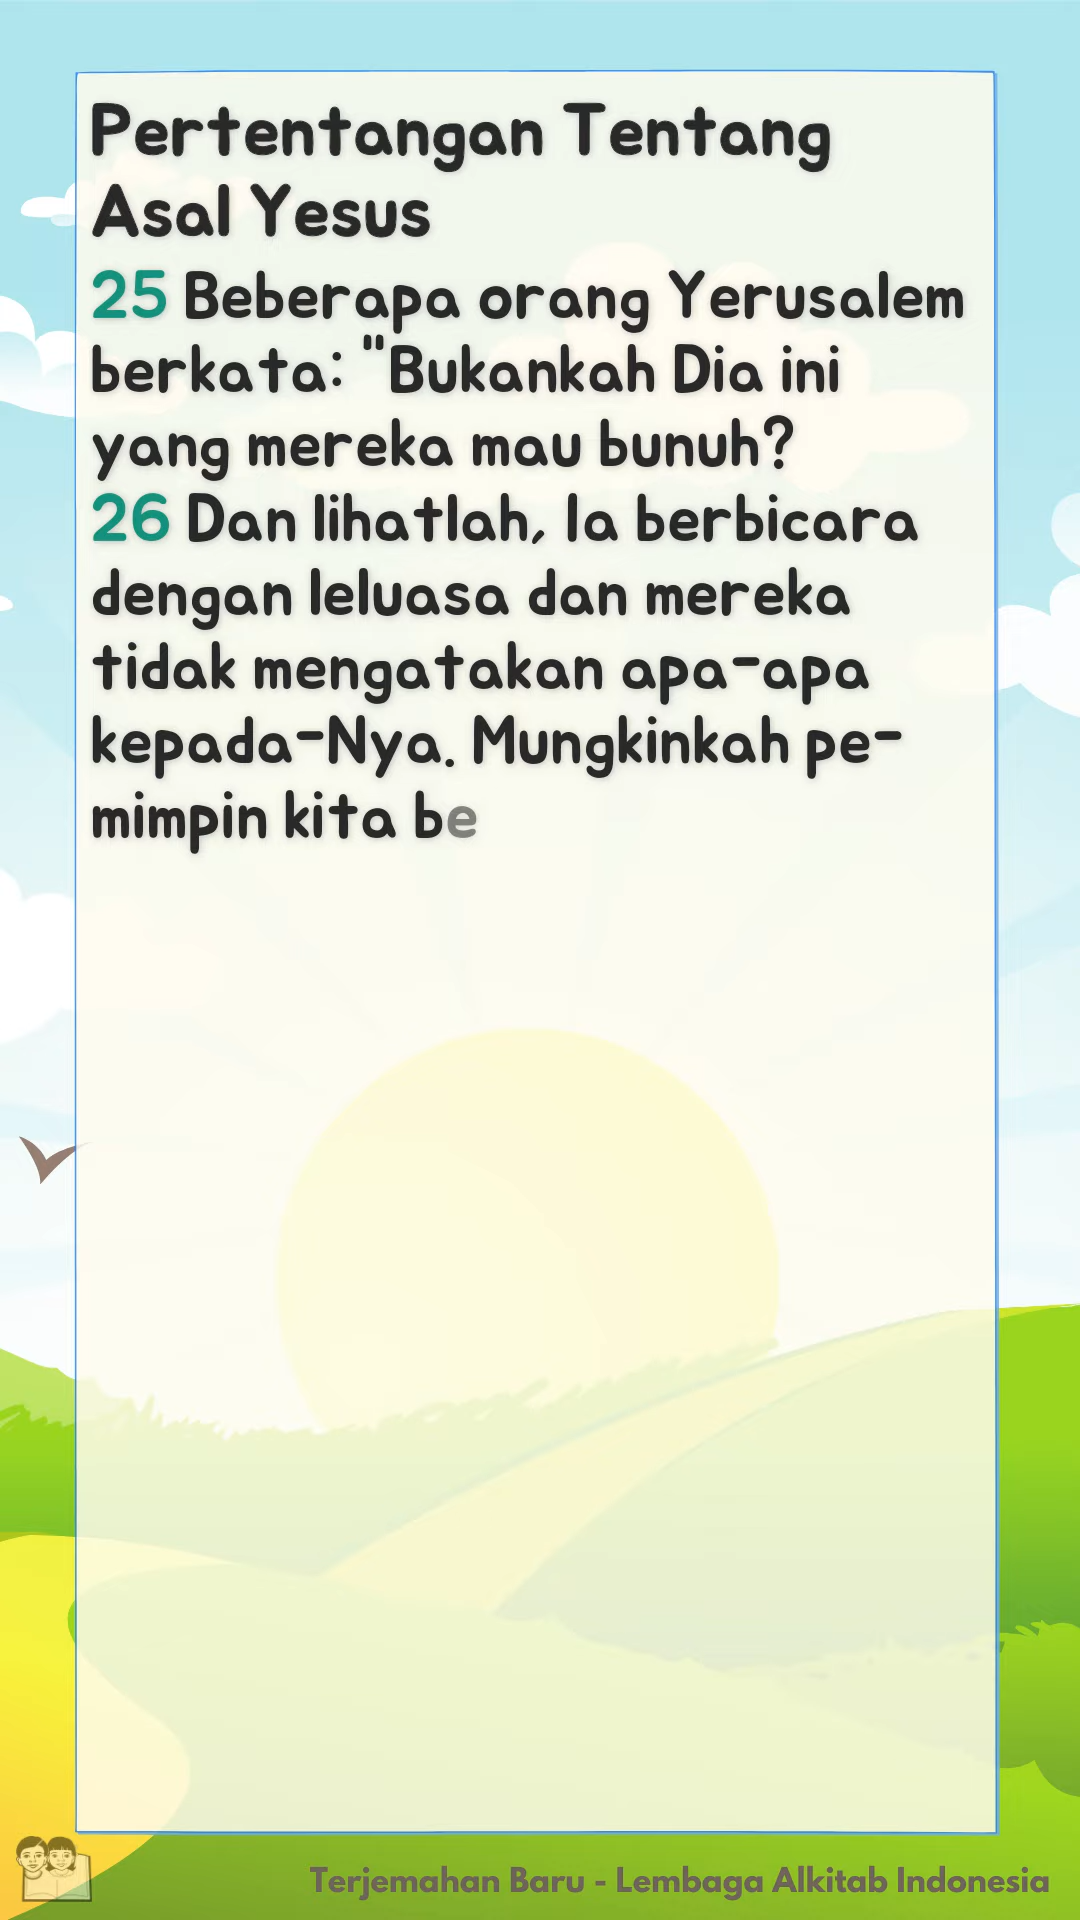 Pertentangan Tentang
Asal Yesus
25 Beberapa orang Yerusalem
berkata: "Bukankah Dia ini
yang mereka mau bunuh?
26 Dan lihatlah, Ia berbicara
dengan leluasa dan mereka
tidak mengatakan apa-apa
kepada-Nya. Mungkinkah pe-
mimpin kita be
Terjemahan Baru - Lembaga Alkitab Indonesia